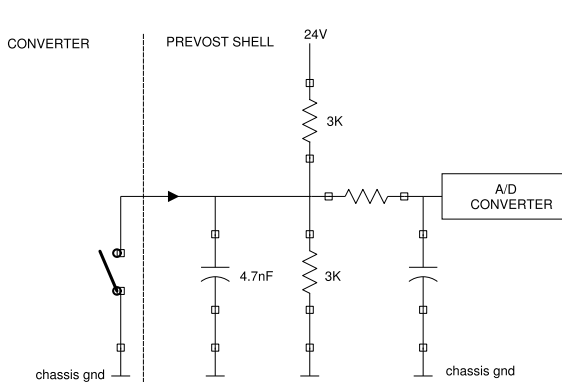 24V
CONVERTER
PREVOST SHELL
3K
A/D
CONVERTER
4.7nF
3K
chassis gnd
chassis gnd